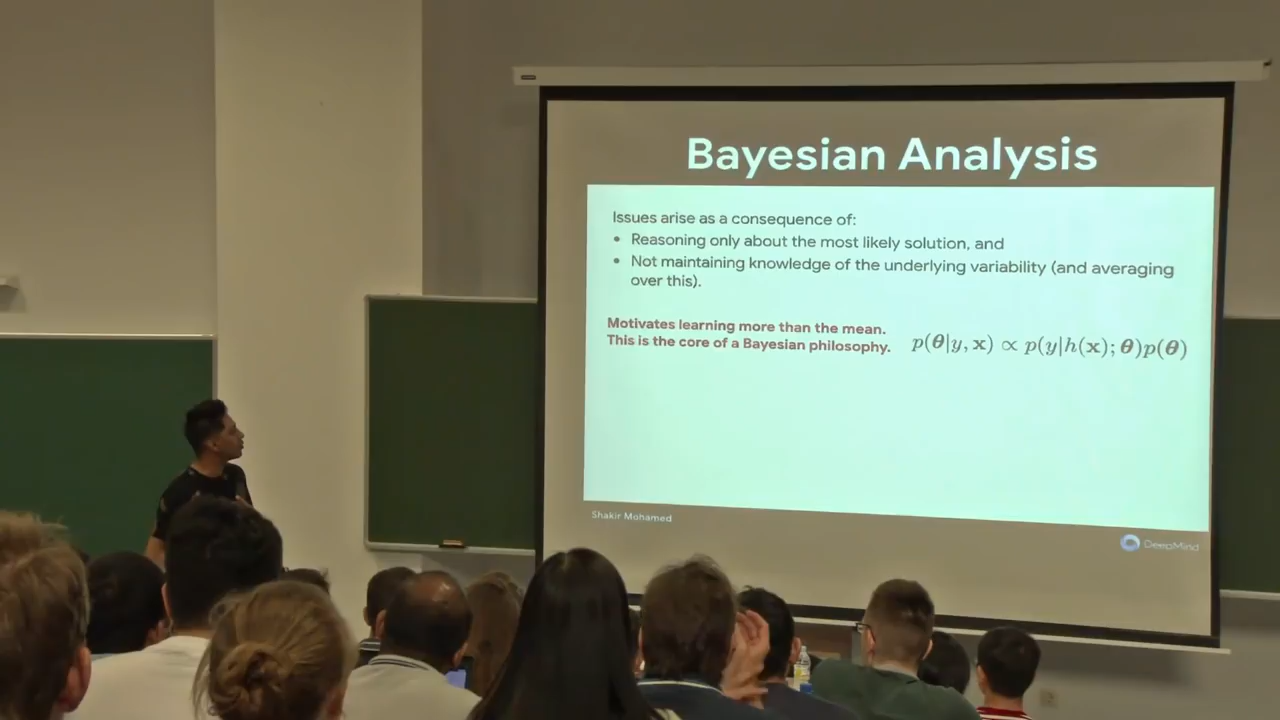 Bayesian Analysis
Issues arise as a consequence of:
• Reasoning only about the most likely solution, and
• Not maintaining knowledge of the underlying variability (and averaging
over this).
Motivates learning more than the mean.
This is the core of a Bayesian philosophy.
p(θ|y, x) ∝ p(y|h(x); θ)p(θ)
Shakir Mohamed
DeepMind